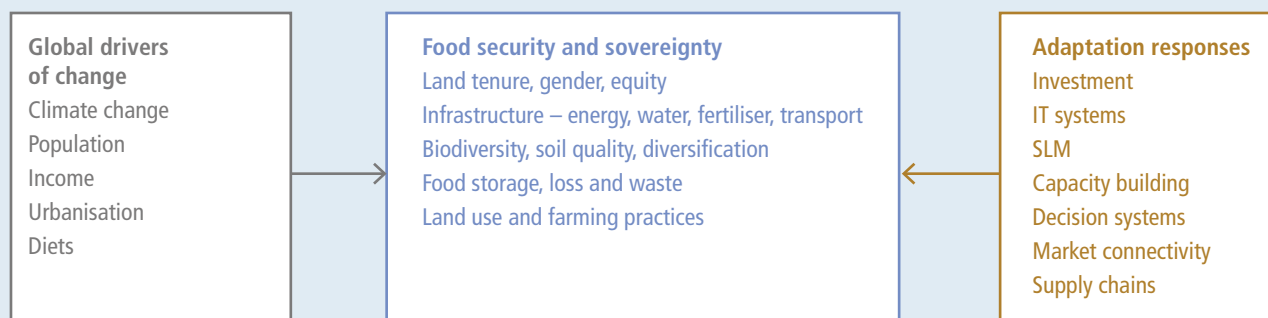 Global drivers
of change
Climate change
Population
Income
Urbanisation
Diets
Food security and sovereignty
Land tenure, gender, equity
Infrastructure – energy, water, fertiliser, transport
Biodiversity, soil quality, diversification
Food storage, loss and waste
Land use and farming practices
Adaptation responses
Investment
IT systems
SLM
Capacity building
Decision systems
Market connectivity
Supply chains